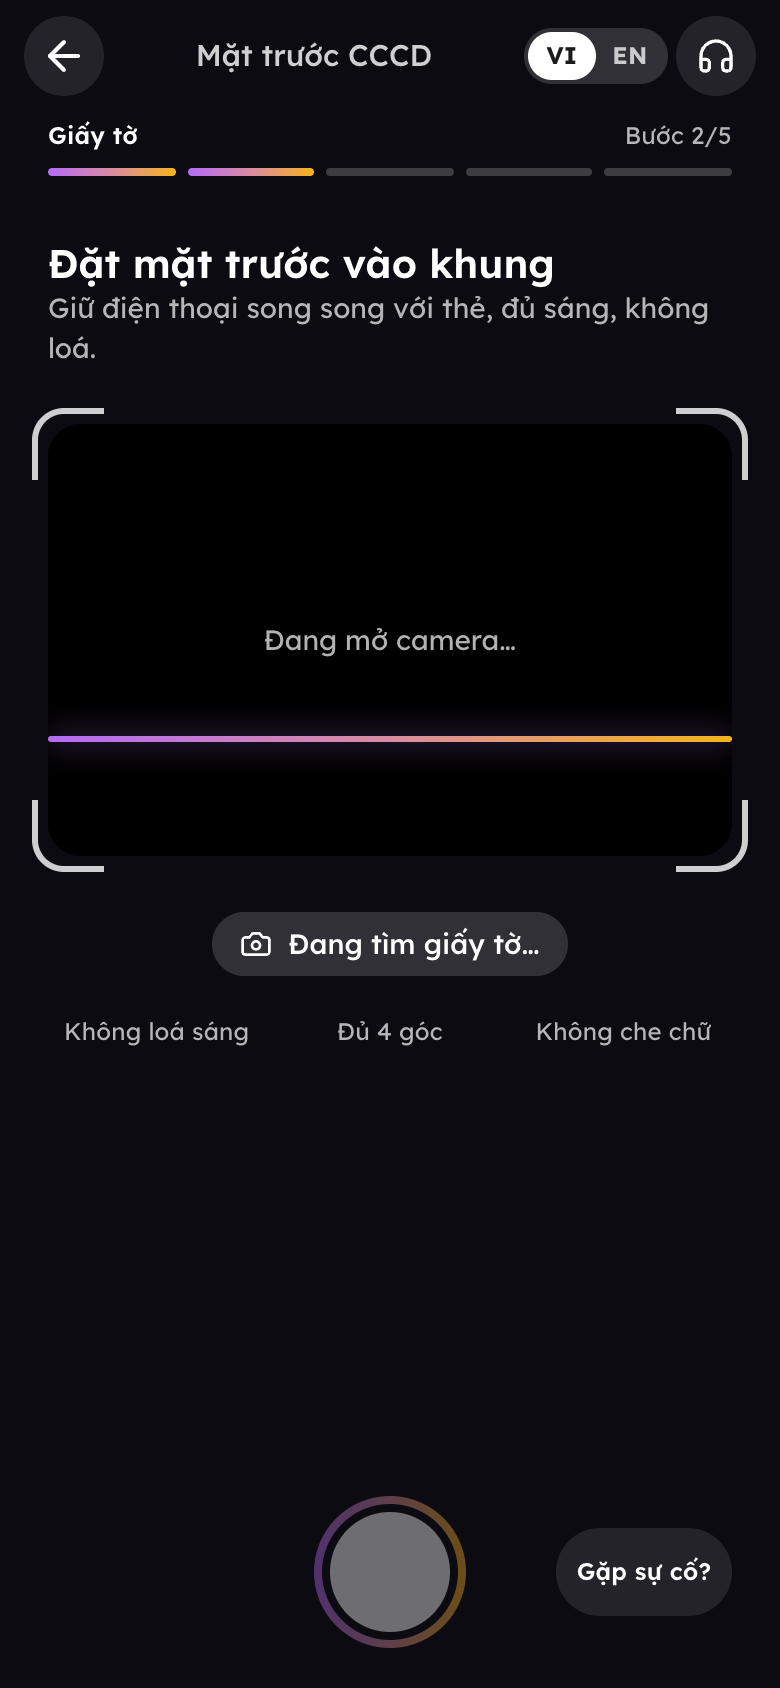 Mặt trước CCCD
VI EN
Giấy tờ
Bước 2/5
Đặt mặt trước vào khung
Giữ điện thoại song song với thẻ, đủ sáng, không
loá.
Đang mở camera...
Đang tìm giấy tờ...
Không loá sáng
Đủ 4 góc
Không che chữ
Gặp sự cố?